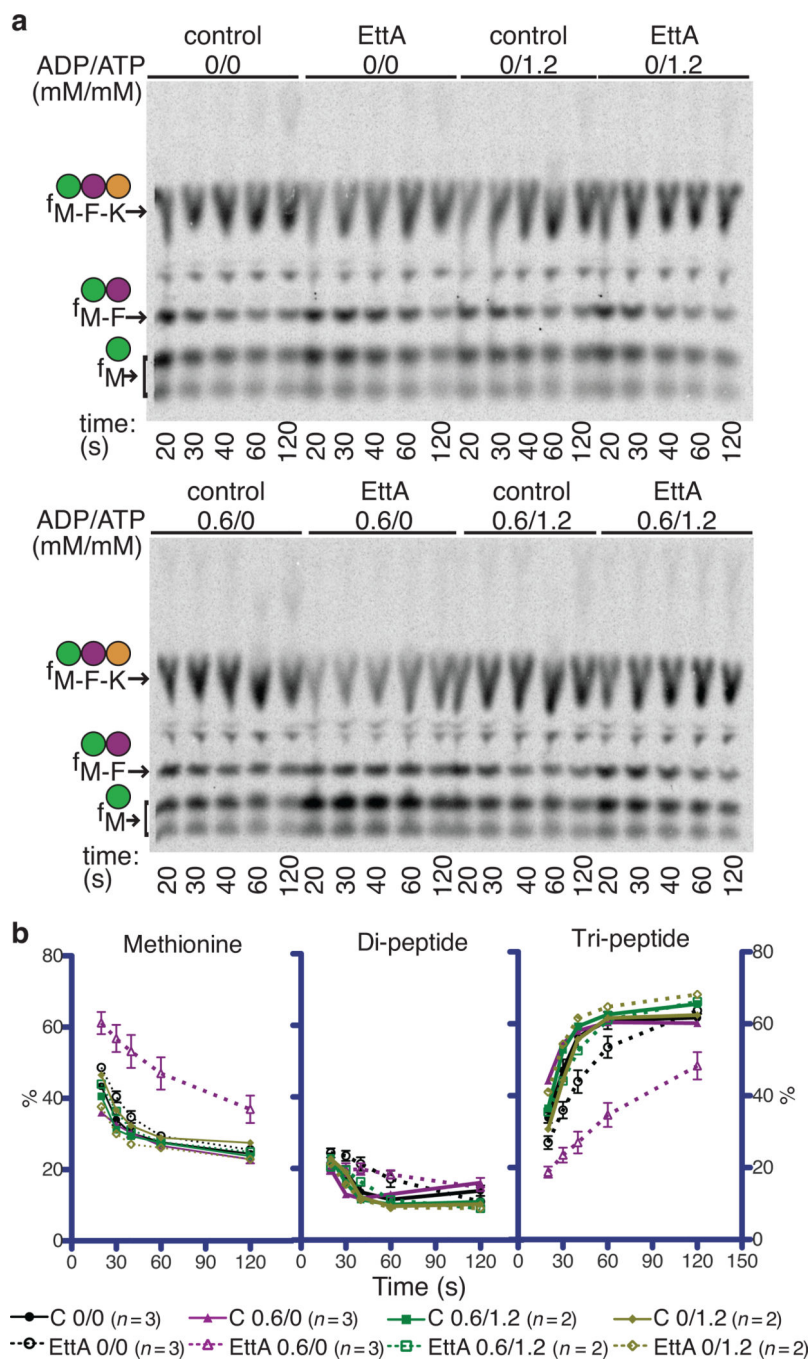 a
control EttA control EttA
ADP/ATP 0/0 0/0 0/1.2 0/1.2
(mM/mM)
fM-F-K→
fM-F→
fM→
time: 20 30 40 60 120 20 30 40 60 120 20 30 40 60 120 20 30 40 60 120
(s)
control EttA control EttA
ADP/ATP 0.6/0 0.6/0 0.6/1.2 0.6/1.2
(mM/mM)
fM-F-K→
fM-F→
fM→
time: 20 30 40 60 120 20 30 40 60 120 20 30 40 60 120 20 30 40 60 120
(s)
b
Methionine Di-peptide Tri-peptide
80 80
60 60
% %
40 40
20 20
0 0
0 30 60 90 120 0 30 60 90 120 0 30 60 90 120 150
Time (s)
C 0/0 (n=3) C 0.6/0 (n=3) C 0.6/1.2 (n=2) C 0/1.2 (n=2)
EttA 0/0 (n=3) EttA 0.6/0 (n=3) EttA 0.6/1.2 (n=2) EttA 0/1.2 (n=2)